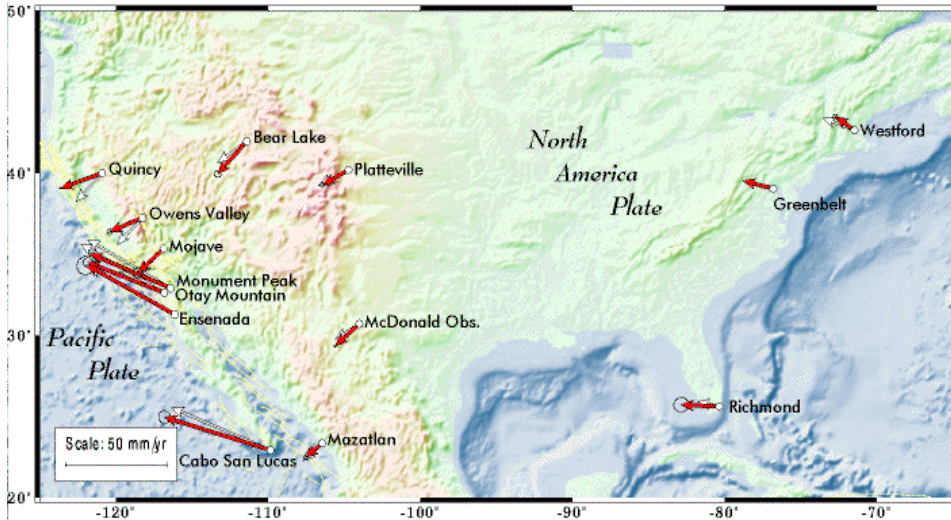 50'
Bear Lake
North
Westford
Quincy
Platteville
40'
America
Plate
Greenbelt
Owens Valley
Mojave
Monument Peak
Otay Mountain
Ensenada
McDonald Obs.
30'
Pacific
Plate
Richmond
Scale: 50 mm/yr
Mazatlan
Cabo San Lucas
20'
-120
-110
-100
-90
-80
-70